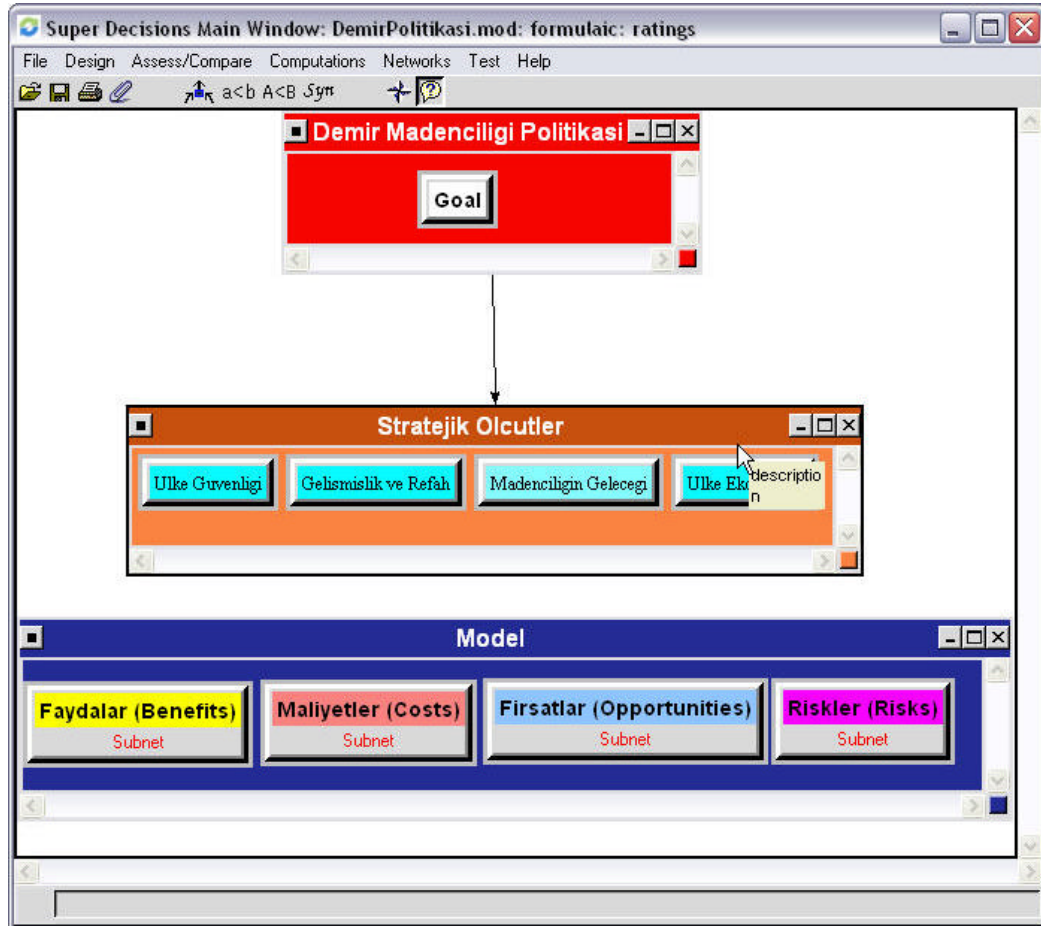 Super Decisions Main Window: DemirPolitikasi.mod: formulaic: ratings
File Design Assess/Compare Computations Networks Test Help
a<b A<B Syn
Demir Madenciligi Politikasi
Goal
Stratejik Olcutler
Ulke Guvenligi Gelismislik ve Refah Madenciligin Gelecegi Ulke
descriptio
n
Model
Faydalar (Benefits) Maliyetler (Costs) Firsatlar (Opportunities) Riskler (Risks)
Subnet Subnet Subnet Subnet